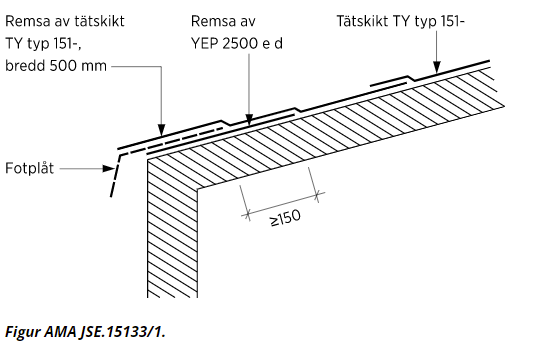 Remsa av tätskikt
TY typ 151-,
bredd 500 mm
Remsa av
YEP 2500 e d
Tätskikt TY typ 151-
Fotplåt
≥150
Figur AMA JSE.15133/1.